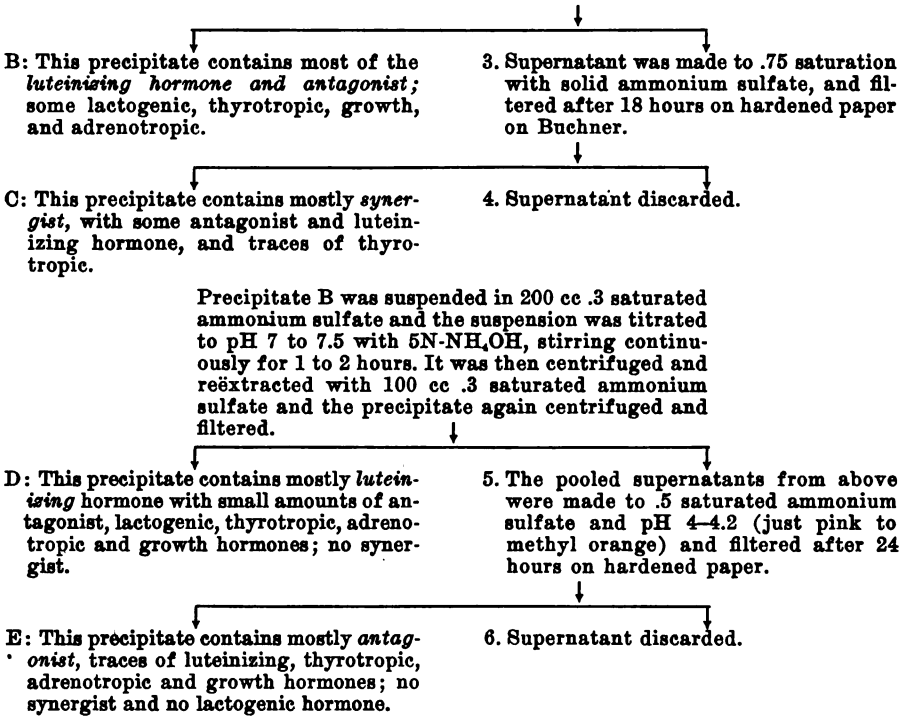 B: This precipitate contains most of the
luteinizing hormone and antagonist;
some lactogenic, thyrotropic, growth,
and adrenotropic.
3. Supernatant was made to .75 saturation
with solid ammonium sulfate, and fil-
tered after 18 hours on hardened paper
on Buchner.
C: This precipitate contains mostly syner-
gist, with some antagonist and lutein-
izing hormone, and traces of thyro-
tropic.
4. Supernatant discarded.
Precipitate B was suspended in 200 cc .3 saturated
ammonium sulfate and the suspension was titrated
to pH 7 to 7.5 with 5N-NH₄OH, stirring continu-
ously for 1 to 2 hours. It was then centrifuged and
reëxtracted with 100 cc .3 saturated ammonium
sulfate and the precipitate again centrifuged and
filtered.
D: This precipitate contains mostly lutein-
izing hormone with small amounts of an-
tagonist, lactogenic, thyrotropic, adreno-
tropic and growth hormones; no syner-
gist.
5. The pooled supernatants from above
were made to .5 saturated ammonium
sulfate and pH 4–4.2 (just pink to
methyl orange) and filtered after 24
hours on hardened paper.
E: This precipitate contains mostly antag-
onist, traces of luteinizing, thyrotropic,
adrenotropic and growth hormones; no
synergist and no lactogenic hormone.
6. Supernatant discarded.